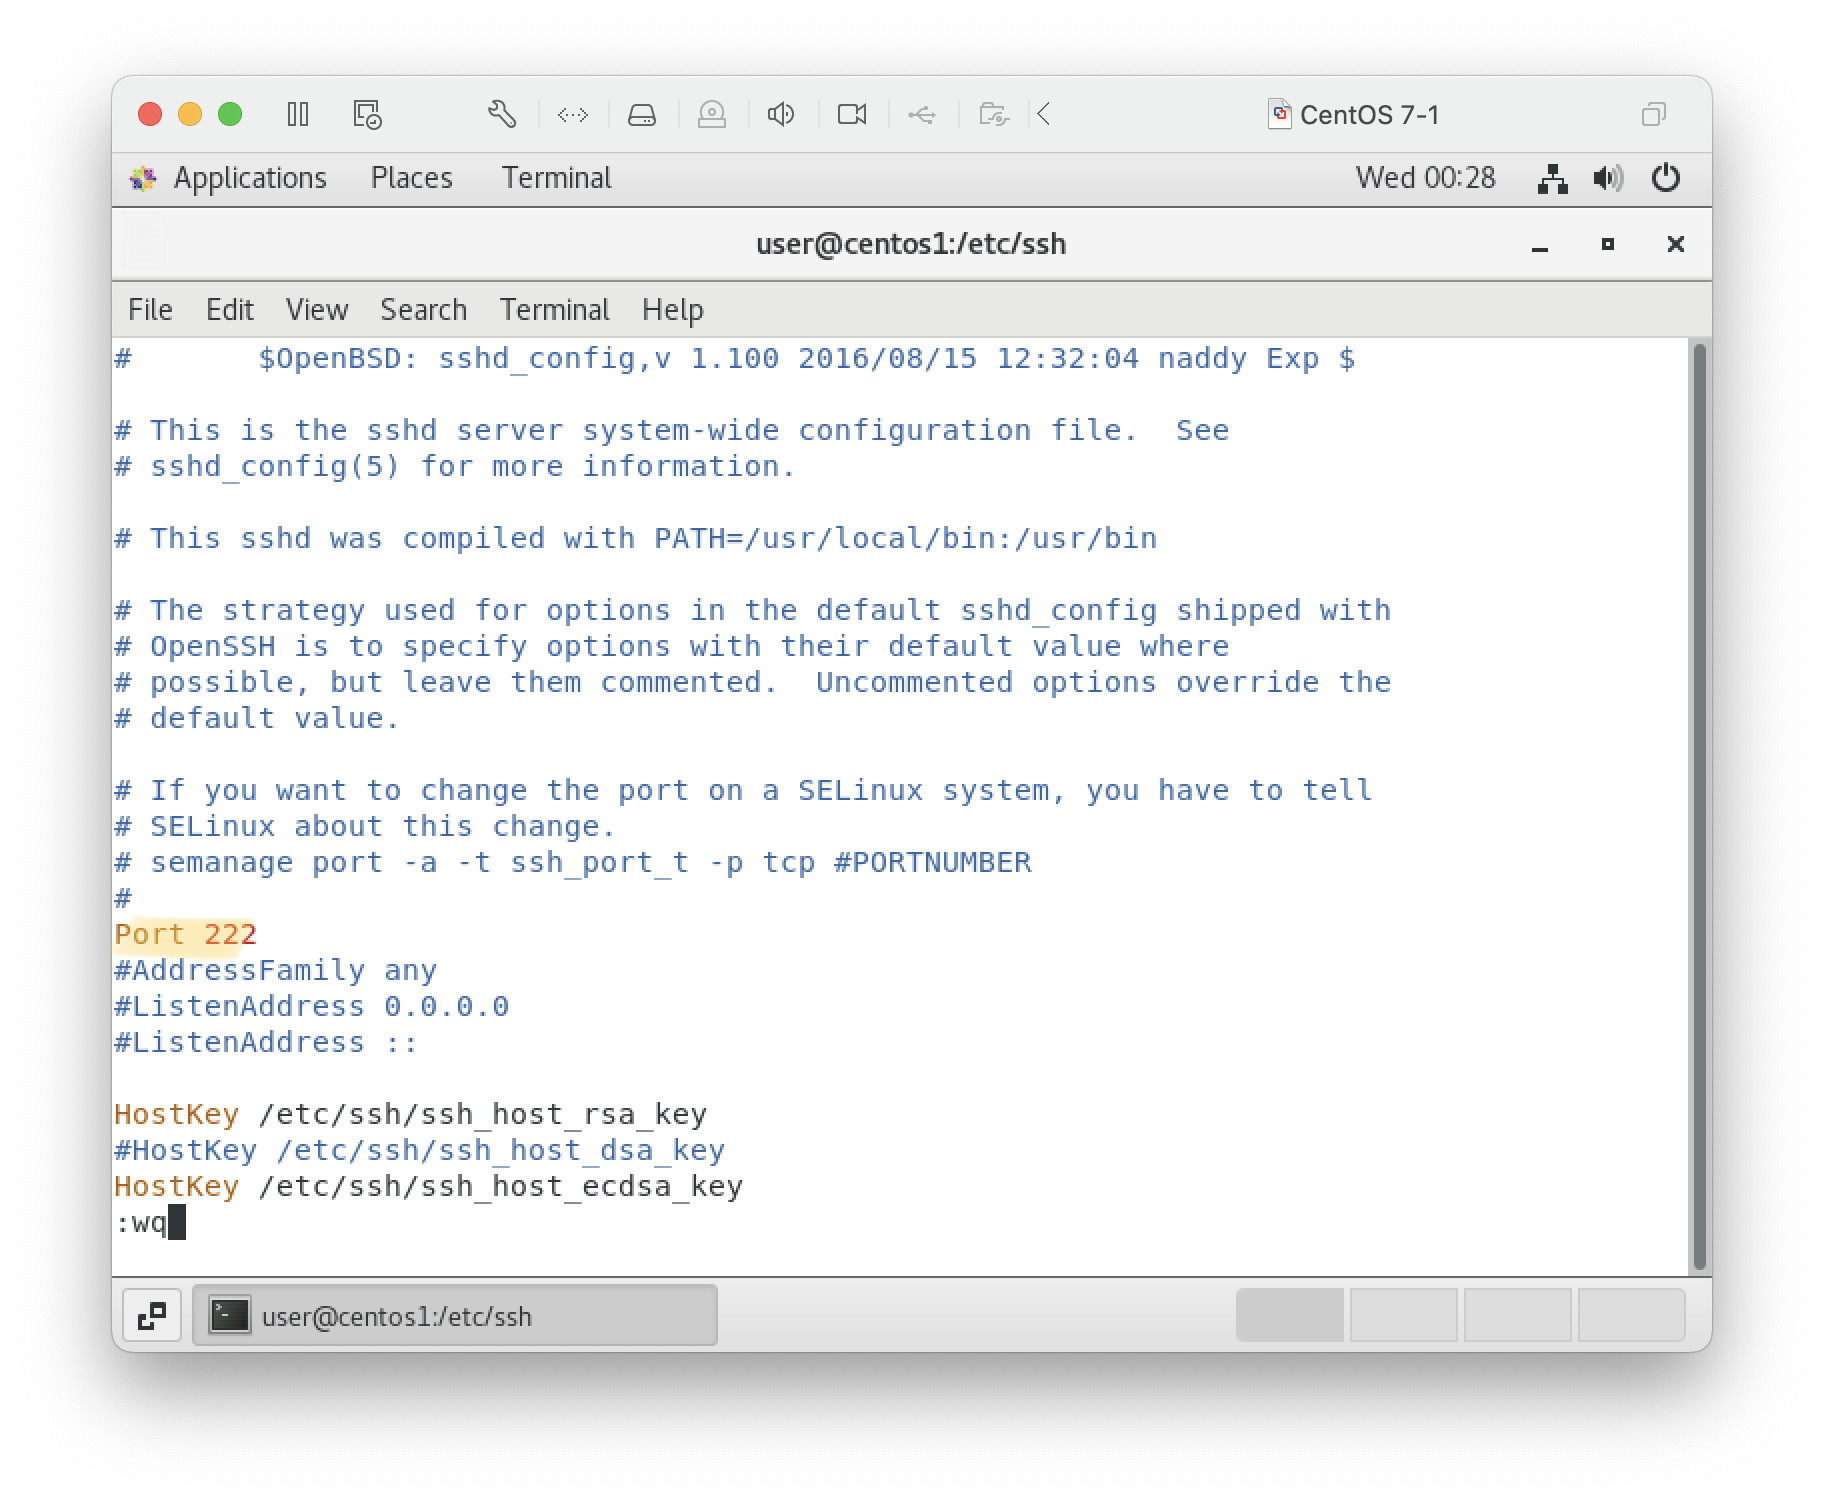 CentOS 7-1
Applications Places Terminal Wed 00:28
user@centos1:/etc/ssh
File Edit View Search Terminal Help
#       $OpenBSD: sshd_config,v 1.100 2016/08/15 12:32:04 naddy Exp $
# This is the sshd server system-wide configuration file.  See
# sshd_config(5) for more information.
# This sshd was compiled with PATH=/usr/local/bin:/usr/bin
# The strategy used for options in the default sshd_config shipped with
# OpenSSH is to specify options with their default value where
# possible, but leave them commented.  Uncommented options override the
# default value.
# If you want to change the port on a SELinux system, you have to tell
# SELinux about this change.
# semanage port -a -t ssh_port_t -p tcp #PORTNUMBER
#
Port 222
#AddressFamily any
#ListenAddress 0.0.0.0
#ListenAddress ::
HostKey /etc/ssh/ssh_host_rsa_key
#HostKey /etc/ssh/ssh_host_dsa_key
HostKey /etc/ssh/ssh_host_ecdsa_key
:wq
user@centos1:/etc/ssh